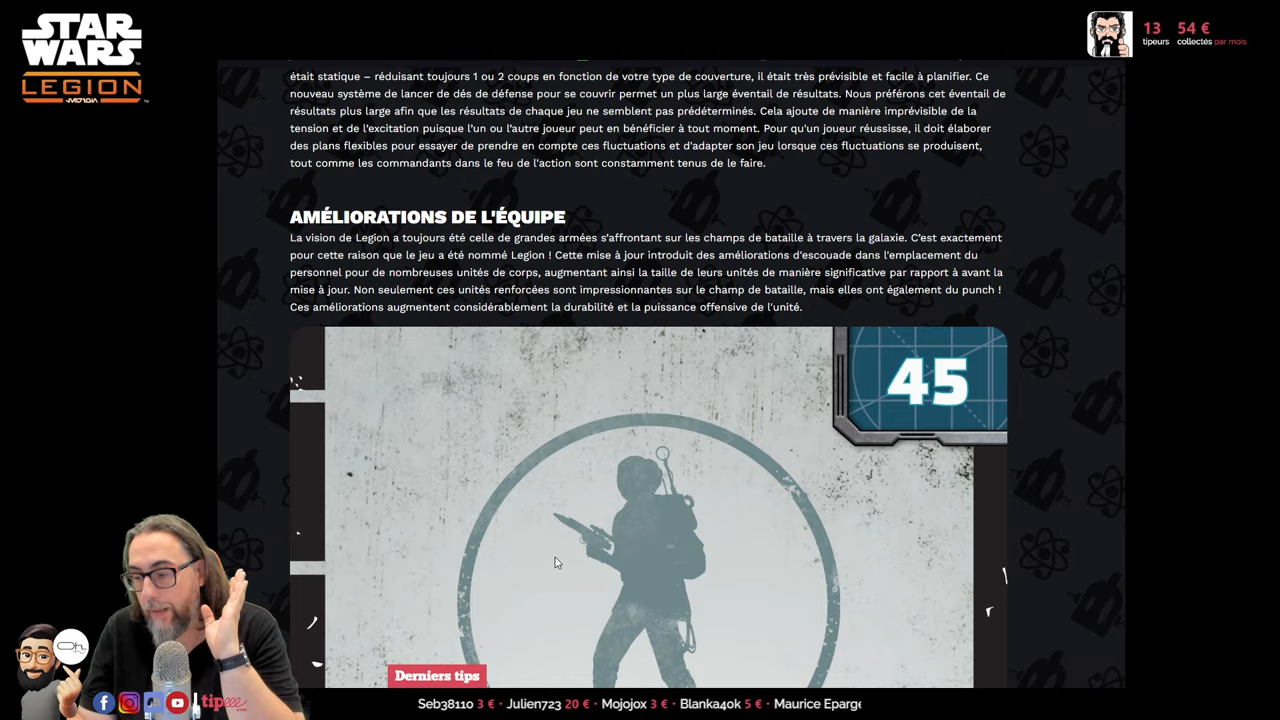 STAR
WARS
LEGION
13
tipeurs
54 €
collectés par mois
était statique – réduisant toujours 1 ou 2 coups en fonction de votre type de couverture, il était très prévisible et facile à planifier. Ce
nouveau système de lancer de dés de défense pour se couvrir permet un plus large éventail de résultats. Nous préférons cet éventail de
résultats plus large afin que les résultats de chaque jeu ne semblent pas prédéterminés. Cela ajoute de manière imprévisible de la
tension et de l'excitation puisque l'un ou l'autre joueur peut en bénéficier à tout moment. Pour qu'un joueur réussisse, il doit élaborer
des plans flexibles pour essayer de prendre en compte ces fluctuations et d'adapter son jeu lorsque ces fluctuations se produisent,
tout comme les commandants dans le feu de l'action sont constamment tenus de le faire.
AMÉLIORATIONS DE L'ÉQUIPE
La vision de Legion a toujours été celle de grandes armées s'affrontant sur les champs de bataille à travers la galaxie. C'est exactement
pour cette raison que le jeu a été nommé Legion ! Cette mise à jour introduit des améliorations d'escouade dans l'emplacement du
personnel pour de nombreuses unités de corps, augmentant ainsi la taille de leurs unités de manière significative par rapport à avant la
mise à jour. Non seulement ces unités renforcées sont impressionnantes sur le champ de bataille, mais elles ont également du punch !
Ces améliorations augmentent considérablement la durabilité et la puissance offensive de l'unité.
45
Derniers tips
tipeee
Seb38110 3 € · Julien723 20 € · Mojojox 3 € · Blanka40k 5 € · Maurice Eparge